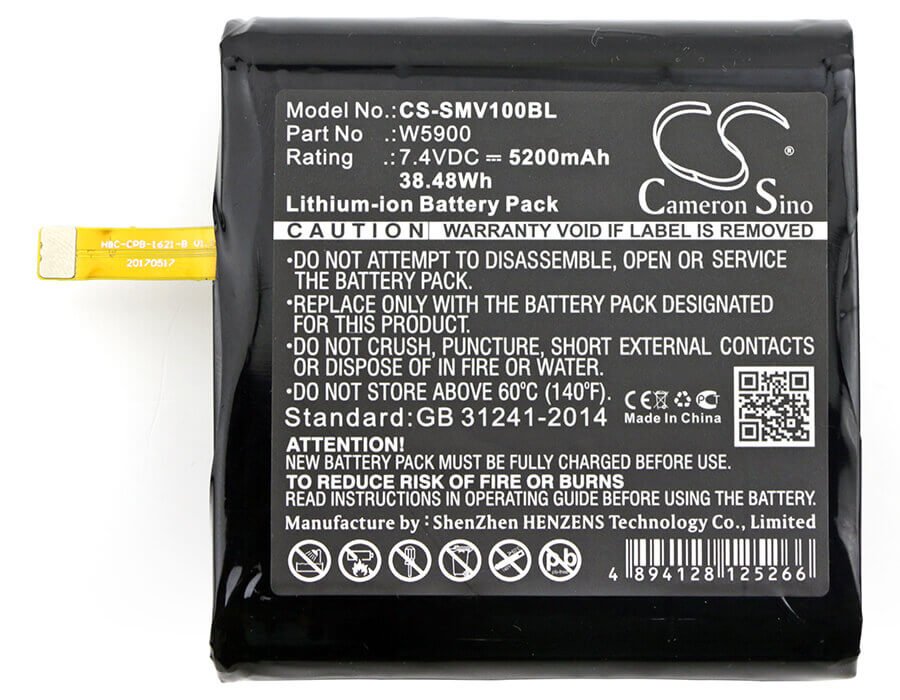 Model No.:CS-SMV100BL
Part No .:W5900
Rating .:7.4VDC ⎓ 5200mAh
38.48Wh
Lithium-ion Battery Pack
CS
®
Cameron Sino
CAUTION WARRANTY VOID IF LABEL IS REMOVED
HBC-CPB-1621-B V1.
20170517
•DO NOT ATTEMPT TO DISASSEMBLE, OPEN OR SERVICE
THE BATTERY PACK.
•REPLACE ONLY WITH THE BATTERY PACK DESIGNATED
FOR THIS PRODUCT.
•DO NOT CRUSH, PUNCTURE, SHORT EXTERNAL CONTACTS
OR DISPOSE OF IN FIRE OR WATER.
•DO NOT STORE ABOVE 60°C (140°F).
Standard:GB 31241-2014
CE
Made In China
ATTENTION!
NEW BATTERY PACK MUST BE FULLY CHARGED BEFORE USE.
TO REDUCE RISK OF FIRE OR BURNS
READ INSTRUCTIONS IN OPERATING GUIDE BEFORE USING THE BATTERY.
Manufacture by : ShenZhen HENZENS Technology Co., Limited
Pb
4 894128 125266